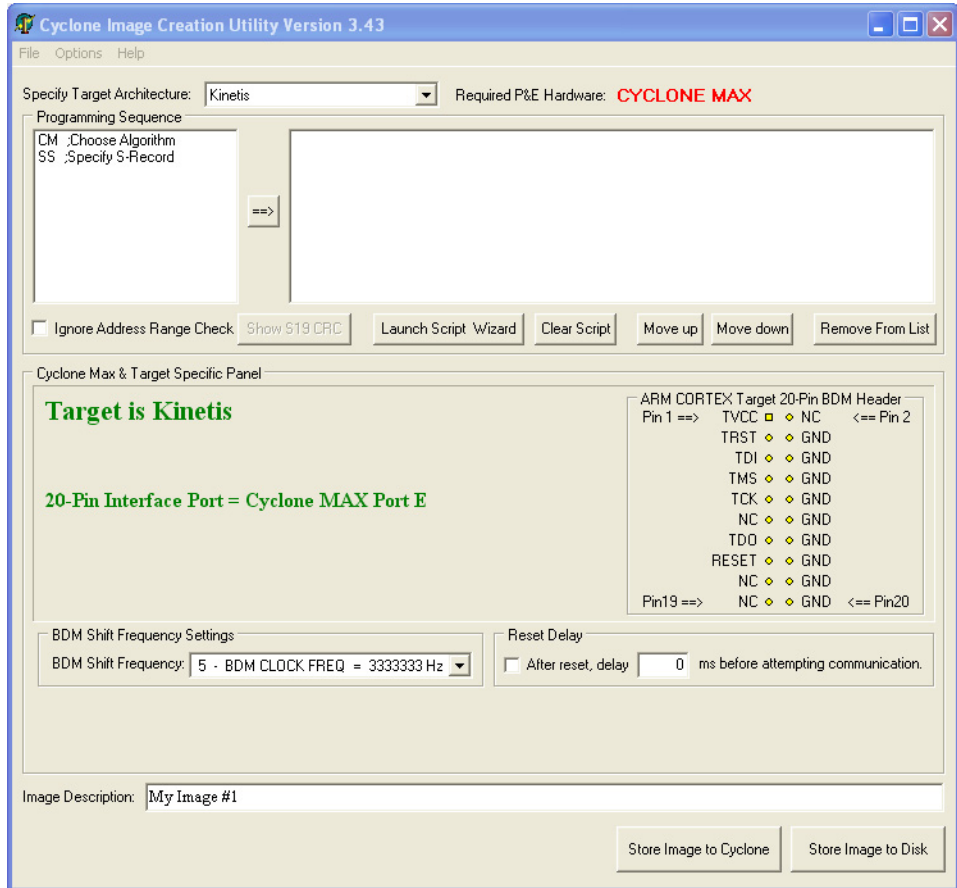 Cyclone Image Creation Utility Version 3.43
File Options Help
Specify Target Architecture: Kinetis Required P&E Hardware: CYCLONE MAX
Programming Sequence
CM ;Choose Algorithm
SS ;Specify S-Record
==>
Ignore Address Range Check Show S19 CRC Launch Script Wizard Clear Script Move up Move down Remove From List
Cyclone Max & Target Specific Panel
Target is Kinetis
20-Pin Interface Port = Cyclone MAX Port E
ARM CORTEX Target 20-Pin BDM Header
Pin 1 ==> TVCC NC <== Pin 2
TRST GND
TDI GND
TMS GND
TCK GND
NC GND
TDO GND
RESET GND
NC GND
Pin19 ==> NC GND <== Pin20
BDM Shift Frequency Settings
BDM Shift Frequency: 5 - BDM CLOCK FREQ = 3333333 Hz
Reset Delay
After reset, delay 0 ms before attempting communication.
Image Description: My Image #1
Store Image to Cyclone Store Image to Disk